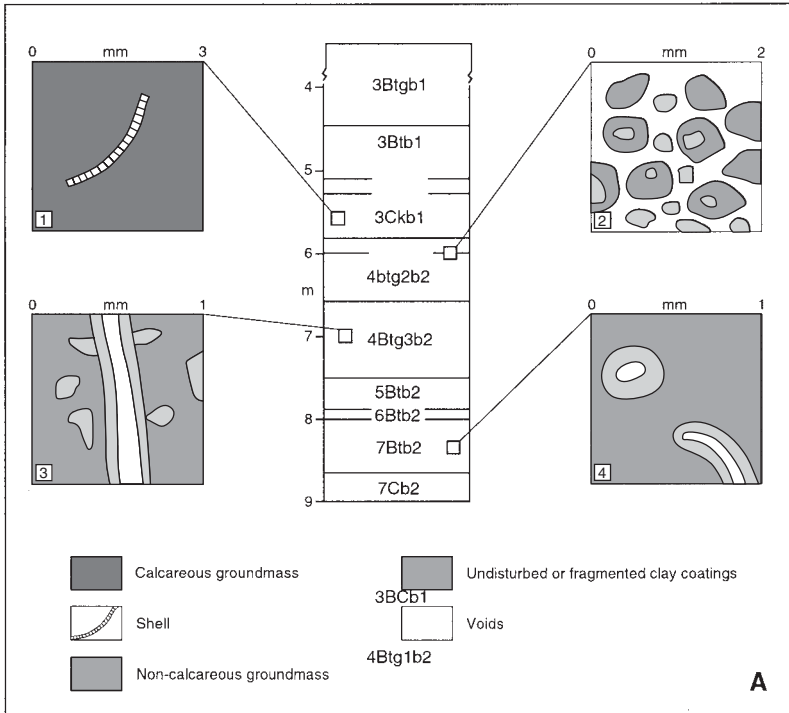 0 mm 3
1
0 mm 2
2
0 mm 1
3
0 mm 1
4
4
5
6
m
7
8
9
3Btgb1
3Btb1
3Ckb1
4btg2b2
4Btg3b2
5Btb2
6Btb2
7Btb2
7Cb2
Calcareous groundmass
Shell
Non-calcareous groundmass
Undisturbed or fragmented clay coatings
3BCb1
Voids
4Btg1b2
A